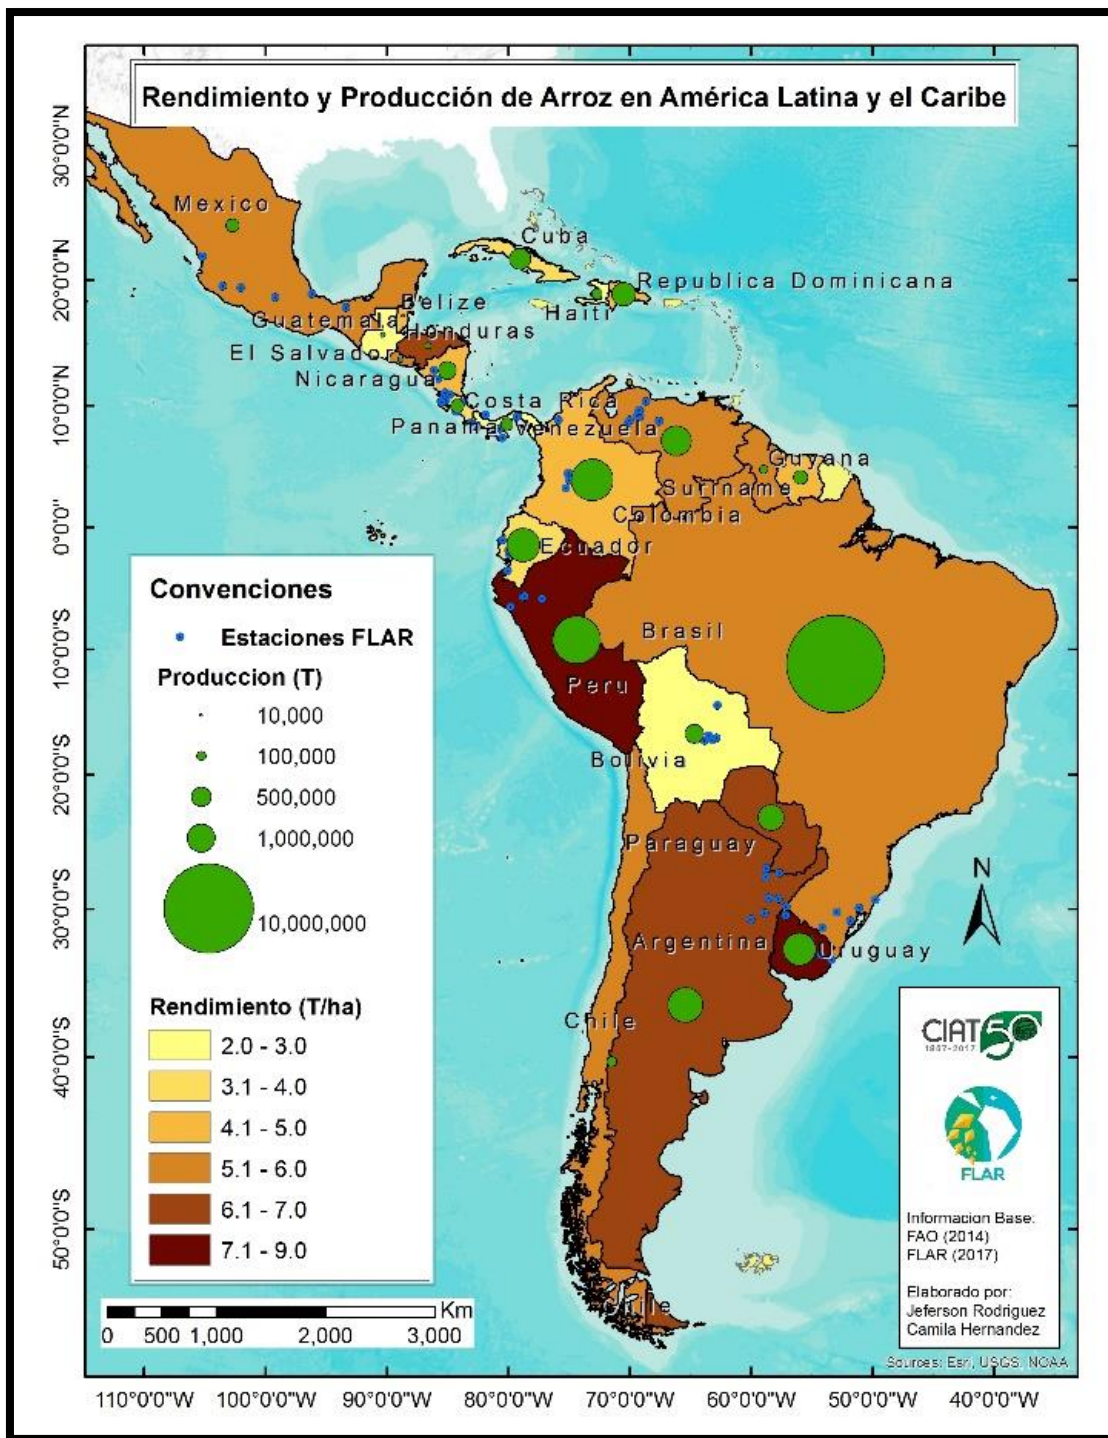 Rendimiento y Producción de Arroz en América Latina y el Caribe
30°0'0"N
20°0'0"N
10°0'0"N
0°0'0"
10°0'0"S
20°0'0"S
30°0'0"S
40°0'0"S
50°0'0"S
Mexico
Cuba
Republica Dominicana
Haiti
Belize
Guatemala
Honduras
El Salvador
Nicaragua
Costa Rica
Panama
Venezuela
Guyana
Suriname
Colombia
Ecuador
Brasil
Peru
Bolivia
Paraguay
Argentina
Uruguay
Chile
Chile
Convenciones
Estaciones FLAR
Produccion (T)
10,000
100,000
500,000
1,000,000
10,000,000
Rendimiento (T/ha)
2.0 - 3.0
3.1 - 4.0
4.1 - 5.0
5.1 - 6.0
6.1 - 7.0
7.1 - 9.0
Km
0 500 1,000 2,000 3,000
N
CIAT 50
1967-2017
FLAR
Informacion Base:
FAO (2014)
FLAR (2017)
Elaborado por:
Jeferson Rodriguez
Camila Hernandez
Sources: Esri, USGS, NOAA
110°0'0"W 100°0'0"W 90°0'0"W 80°0'0"W 70°0'0"W 60°0'0"W 50°0'0"W 40°0'0"W